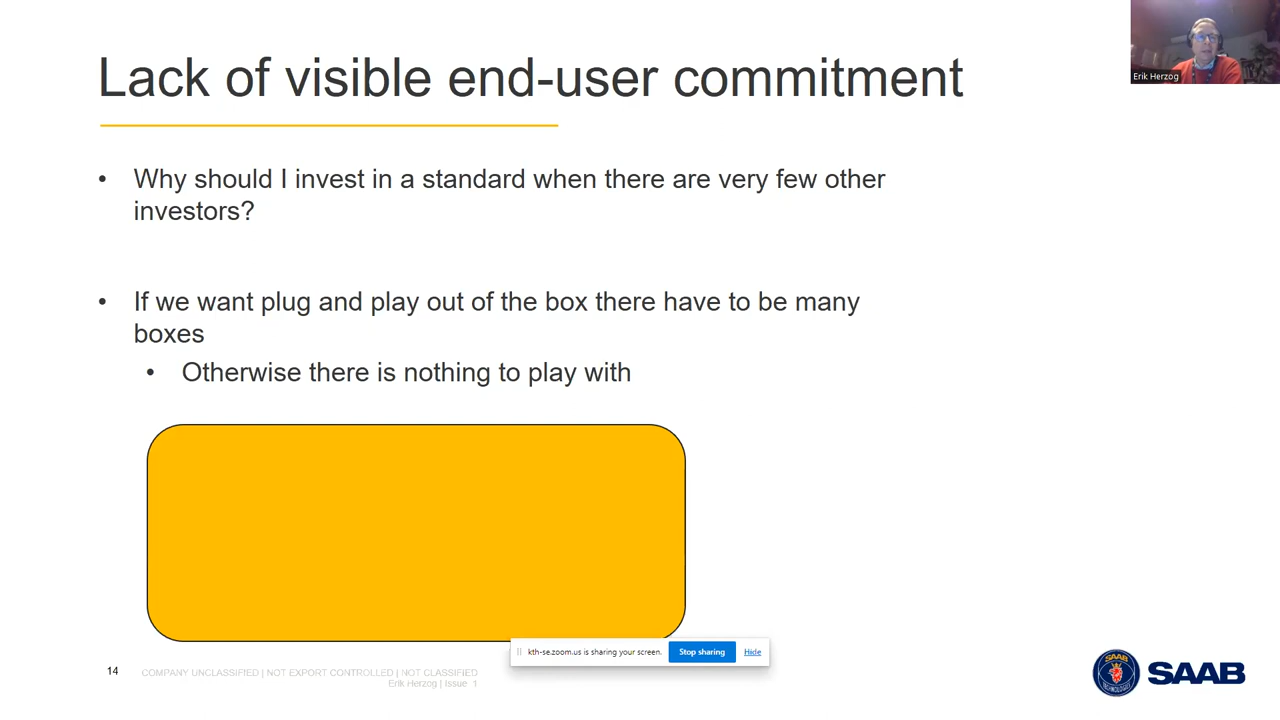 Lack of visible end-user commitment
Erik Herzog
• Why should I invest in a standard when there are very few other
investors?
• If we want plug and play out of the box there have to be many
boxes
• Otherwise there is nothing to play with
kth-se.zoom.us is sharing your screen.
Stop sharing
Hide
14
COMPANY UNCLASSIFIED | NOT EXPORT CONTROLLED | NOT CLASSIFIED
Erik Herzog | Issue 1
SAAB
TECHNOLOGIES
SAAB